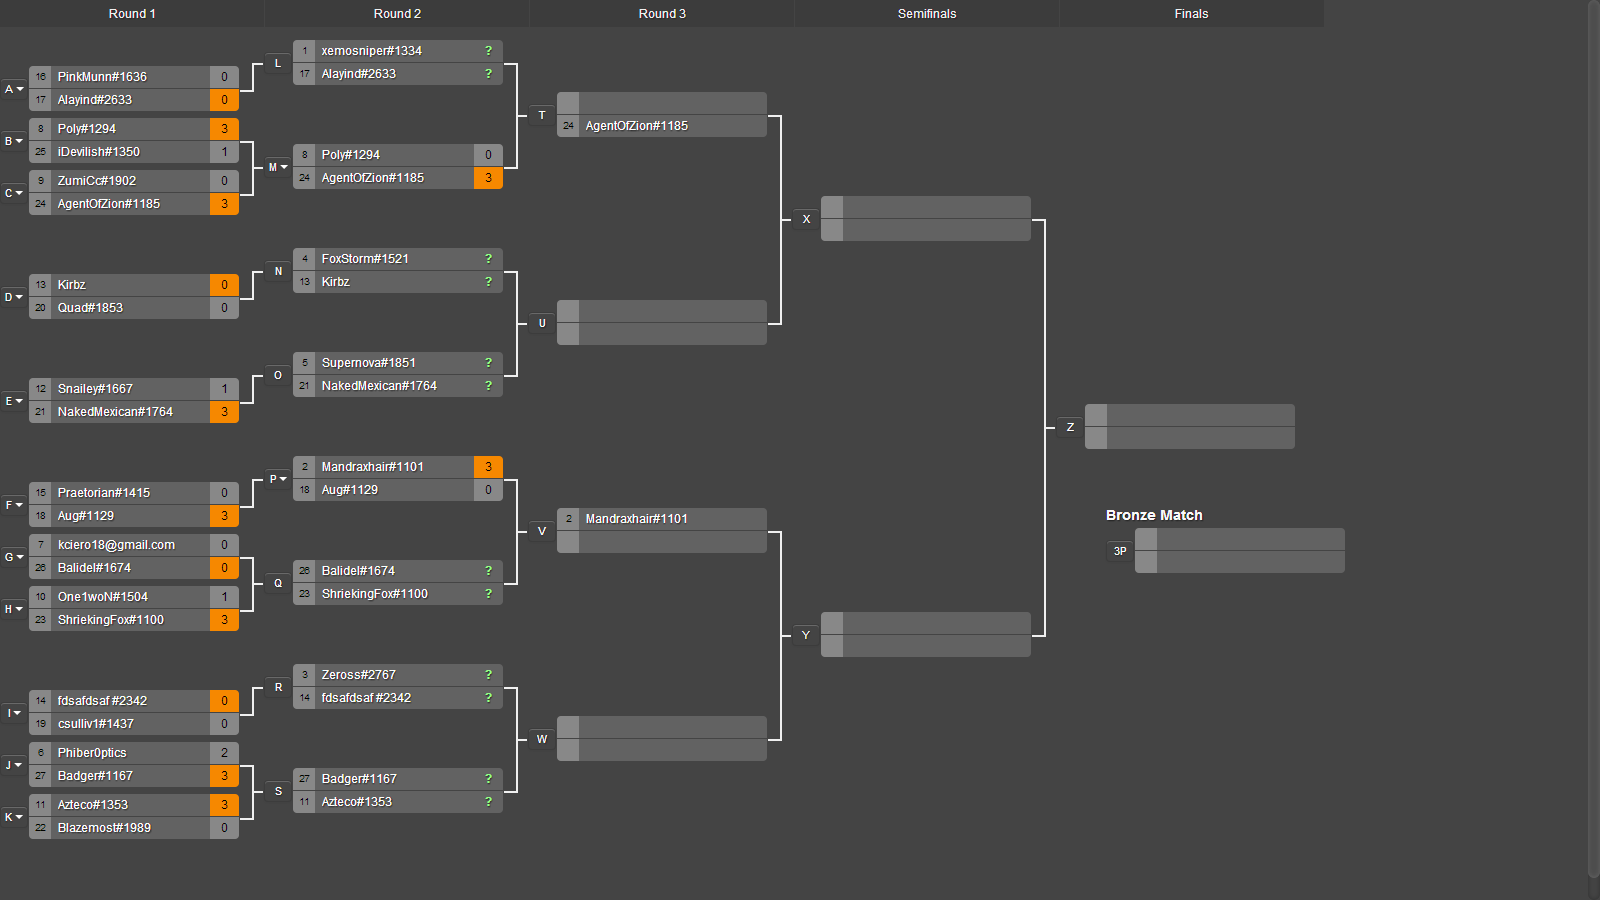 Round 1
Round 2
Round 3
Semifinals
Finals
A
16 PinkMunn#1636 0
17 Alayind#2633 0
B
8 Poly#1294 3
25 iDevilish#1350 1
C
9 ZumiCc#1902 0
24 AgentOfZion#1185 3
D
13 Kirbz 0
20 Quad#1853 0
E
12 Snailey#1667 1
21 NakedMexican#1764 3
F
15 Praetorian#1415 0
18 Aug#1129 3
G
7 kciero18@gmail.com 0
26 Balidel#1674 0
H
10 One1woN#1504 1
23 ShriekingFox#1100 3
I
14 fdsafdsaf#2342 0
19 csulliv1#1437 0
J
6 Phiber0ptics 2
27 Badger#1167 3
K
11 Azteco#1353 3
22 Blazemost#1989 0
L
1 xemosniper#1334 ?
17 Alayind#2633 ?
M
8 Poly#1294 0
24 AgentOfZion#1185 3
N
4 FoxStorm#1521 ?
13 Kirbz ?
O
5 Supernova#1851 ?
21 NakedMexican#1764 ?
P
2 Mandraxhair#1101 3
18 Aug#1129 0
Q
26 Balidel#1674 ?
23 ShriekingFox#1100 ?
R
3 Zeross#2767 ?
14 fdsafdsaf#2342 ?
S
27 Badger#1167 ?
11 Azteco#1353 ?
T
24 AgentOfZion#1185
U
V
2 Mandraxhair#1101
W
X
Y
Z
Bronze Match
3P